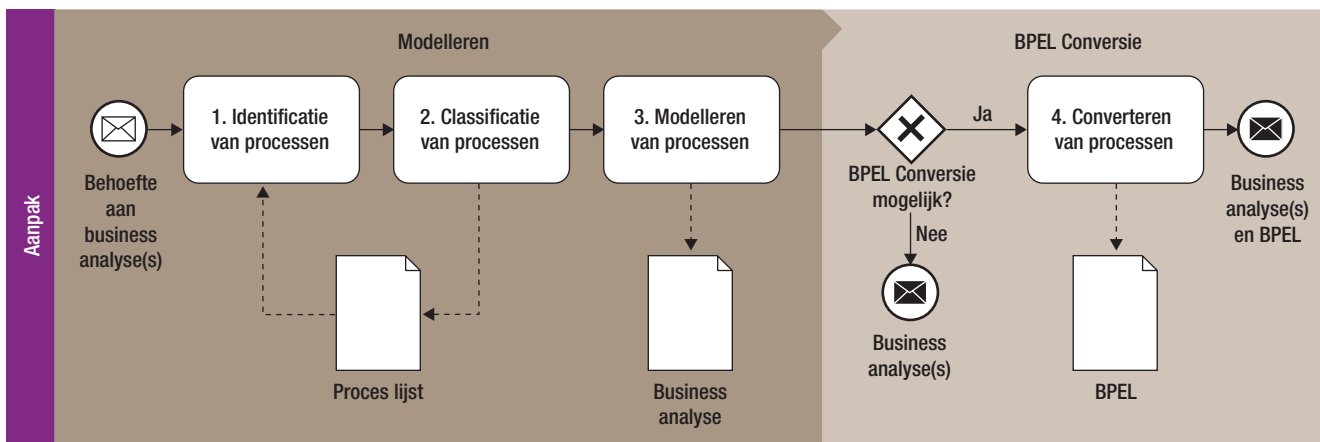 Aanpak
Modelleren
BPEL Conversie
Behoefte
aan
business
analyse(s)
1. Identificatie
van processen
2. Classificatie
van processen
3. Modelleren
van processen
Proces lijst
Business
analyse
BPEL Conversie
mogelijk?
Ja
Nee
Business
analyse(s)
4. Converteren
van processen
BPEL
Business
analyse(s)
en BPEL